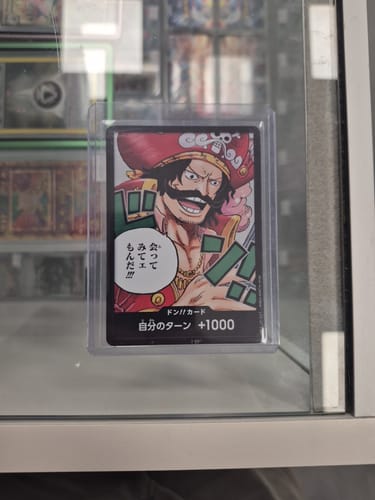 会って
みてェ
もんだ!!!
ドン!!カード
自分のターン +1000